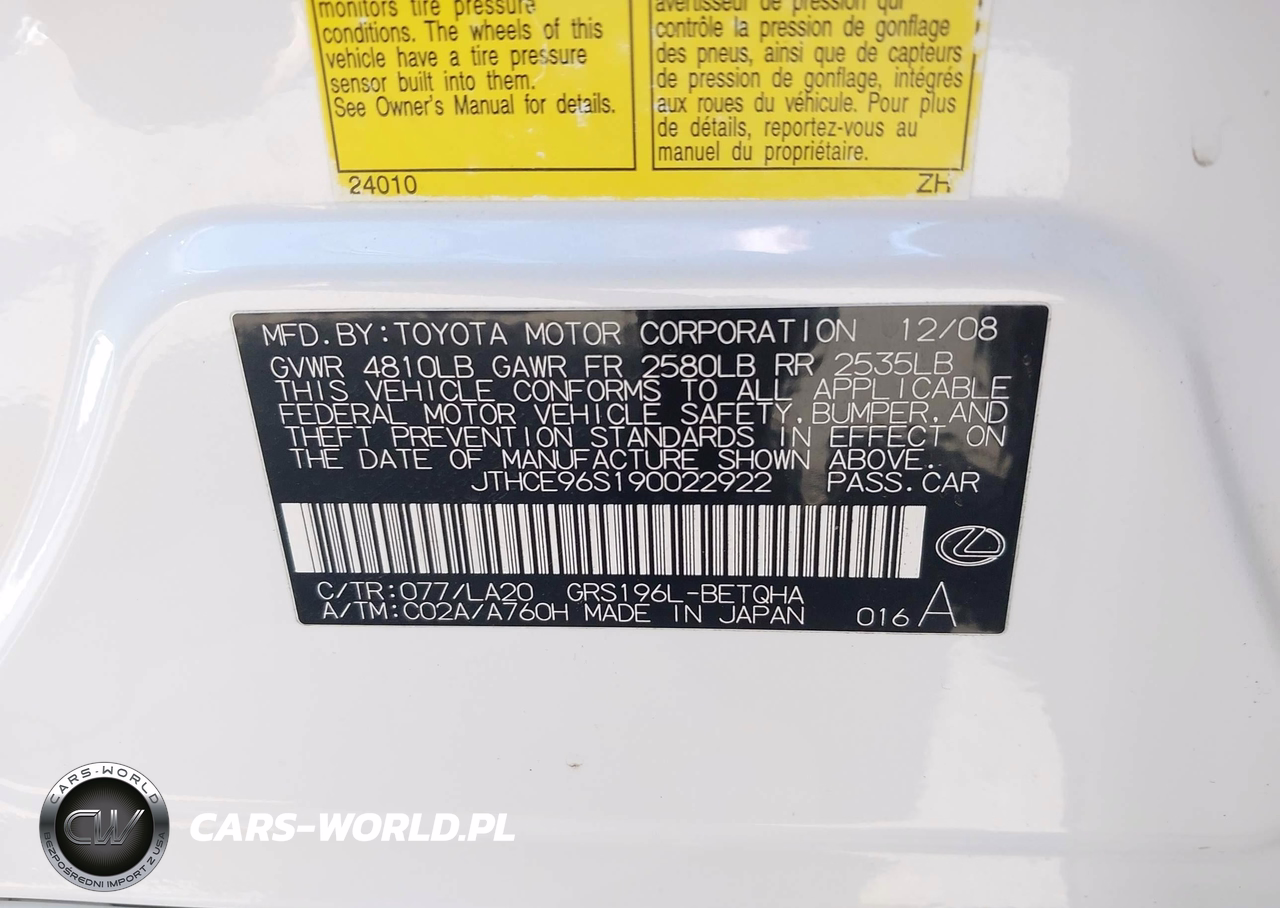 monitors tire pressure
conditions. The wheels of this
vehicle have a tire pressure
sensor built into them.
See Owner's Manual for details.
24010
avertisseur de pression qui
contrôle la pression de gonflage
des pneus, ainsi que de capteurs
de pression de gonflage, intégrés
aux roues du véhicule. Pour plus
de détails, reportez-vous au
manuel du propriétaire.
ZH
MFD.BY:TOYOTA MOTOR CORPORATION 12/08
GVWR 4810LB GAWR FR 2580LB RR 2535LB
THIS VEHICLE CONFORMS TO ALL APPLICABLE
FEDERAL MOTOR VEHICLE SAFETY,BUMPER,AND
THEFT PREVENTION STANDARDS IN EFFECT ON
THE DATE OF MANUFACTURE SHOWN ABOVE.
JTHCE96S190022922 PASS.CAR
C/TR:077/LA20 GRS196L-BETQHA
A/TM:C02A/A760H MADE IN JAPAN 016 A
CARS-WORLD
CW
BEZPOŚREDNI IMPORT Z USA
CARS-WORLD.PL